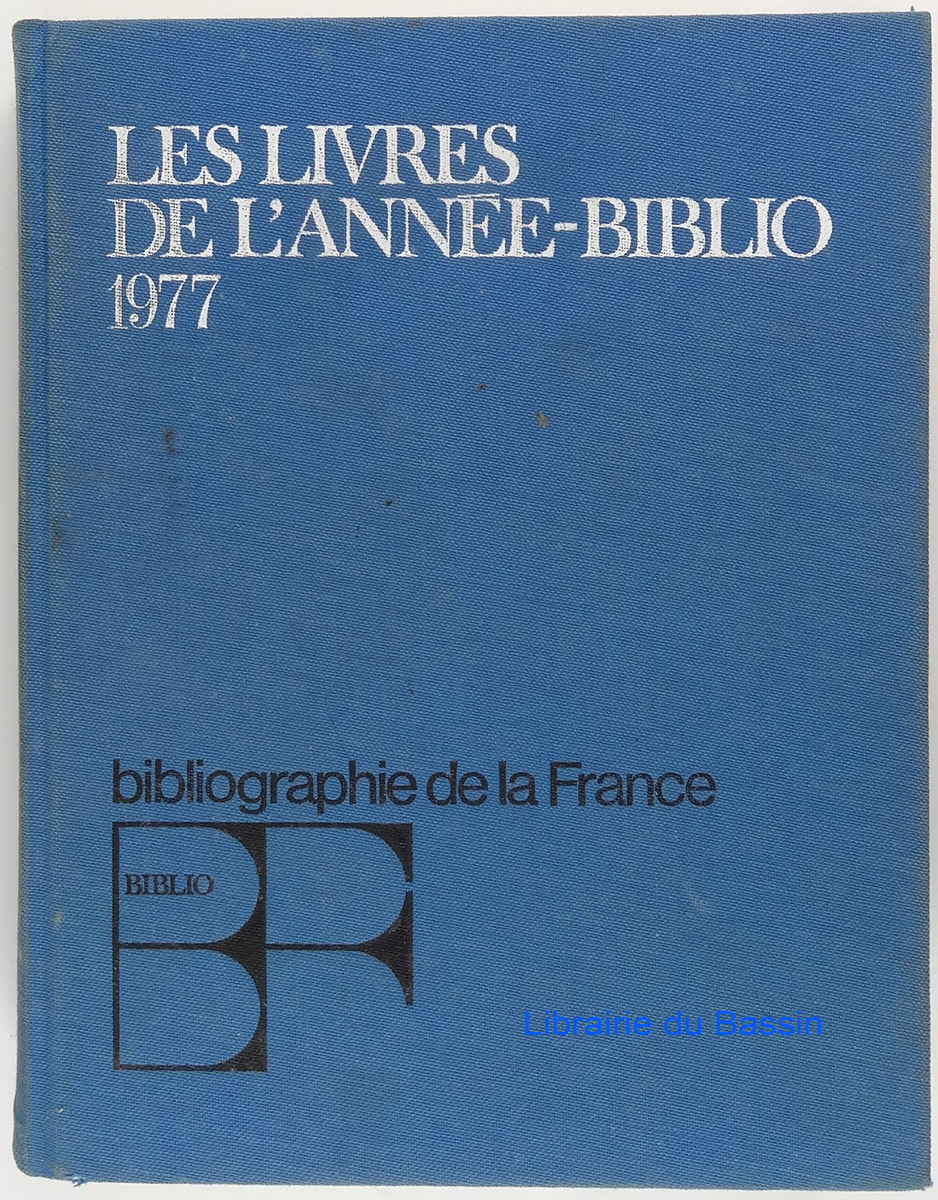 LES LIVRES
DE L'ANNÉE-BIBLIO
1977
bibliographie de la France
BIBLIO
BF
Librairie du Bassin